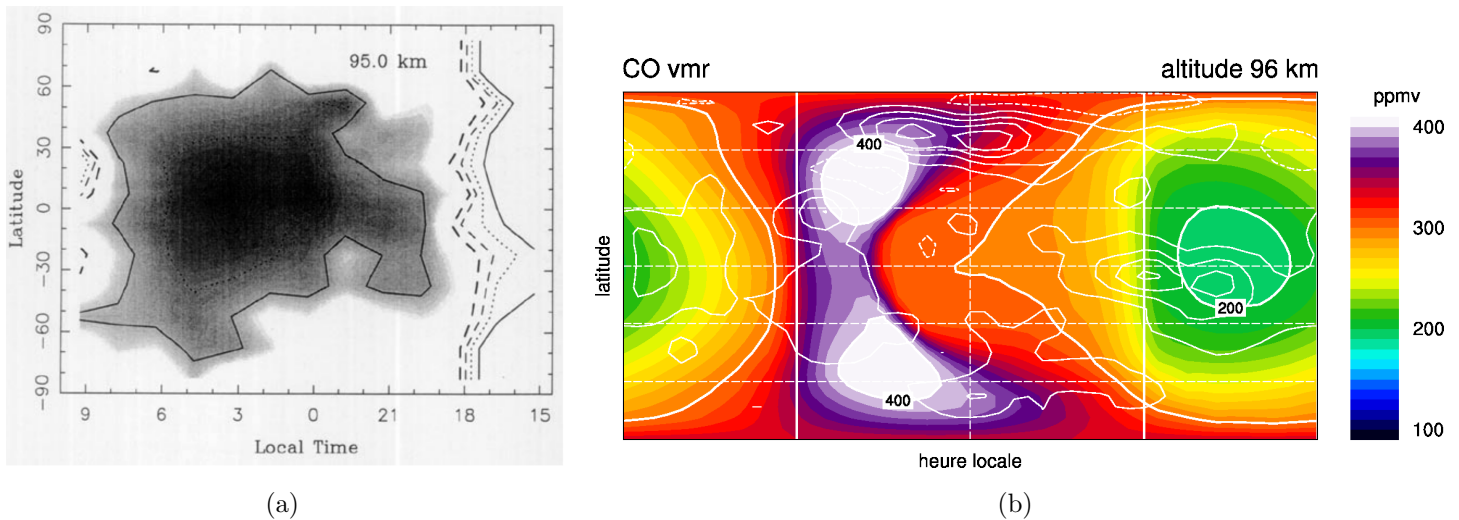 95.0 km
90
60
30
0
-30
-60
-90
Latitude
9 6 3 0 21 18 15
Local Time
(a)
CO vmr altitude 96 km
ppmv
400
300
200
100
400
200
400
latitude
heure locale
(b)